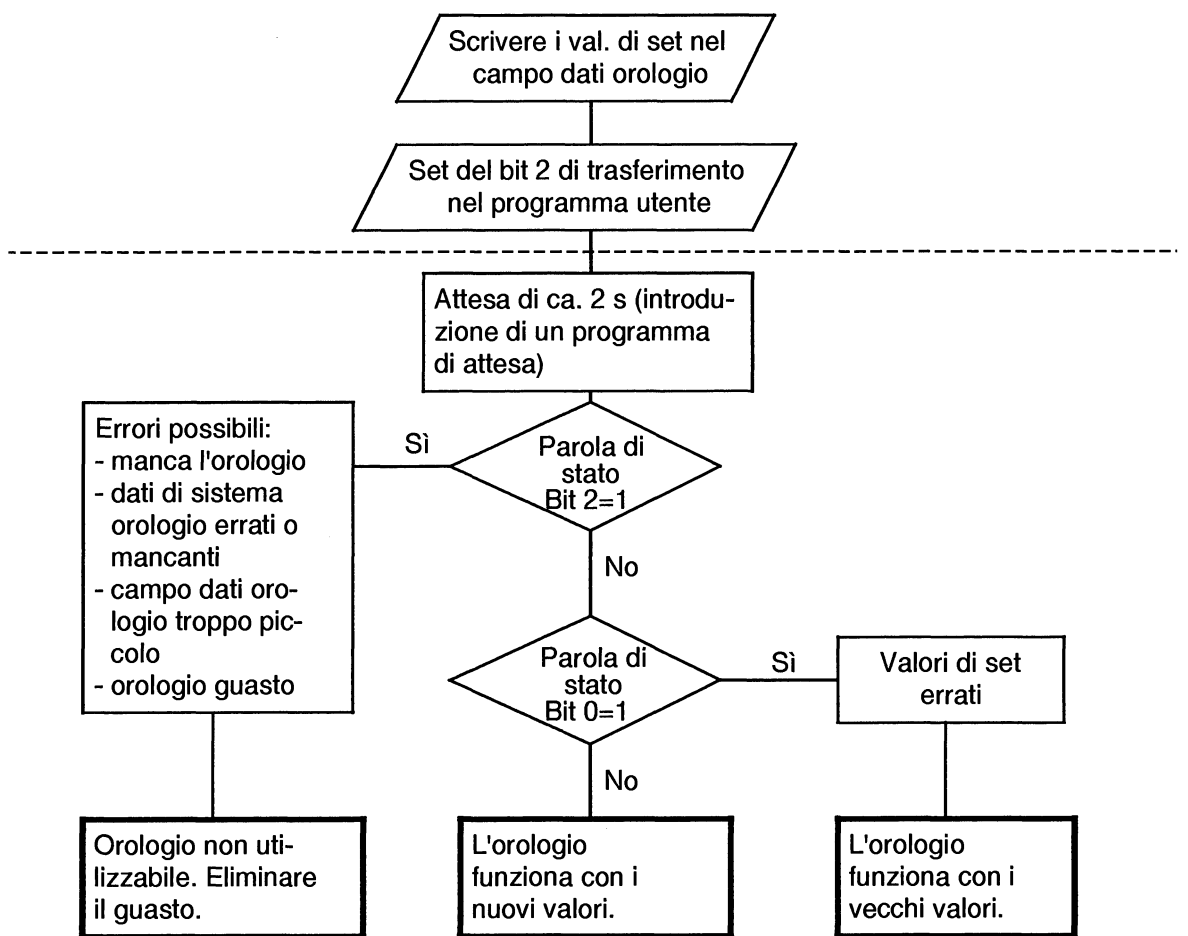 Scrivere i val. di set nel
campo dati orologio
Set del bit 2 di trasferimento
nel programma utente
Attesa di ca. 2 s (introdu-
zione di un programma
di attesa)
Errori possibili:
- manca l'orologio
- dati di sistema
orologio errati o
mancanti
- campo dati oro-
logio troppo pic-
colo
- orologio guasto
Sì
Parola di
stato
Bit 2=1
No
Parola di
stato
Bit 0=1
Sì
Valori di set
errati
No
Orologio non uti-
lizzabile. Eliminare
il guasto.
L'orologio
funziona con i
nuovi valori.
L'orologio
funziona con i
vecchi valori.